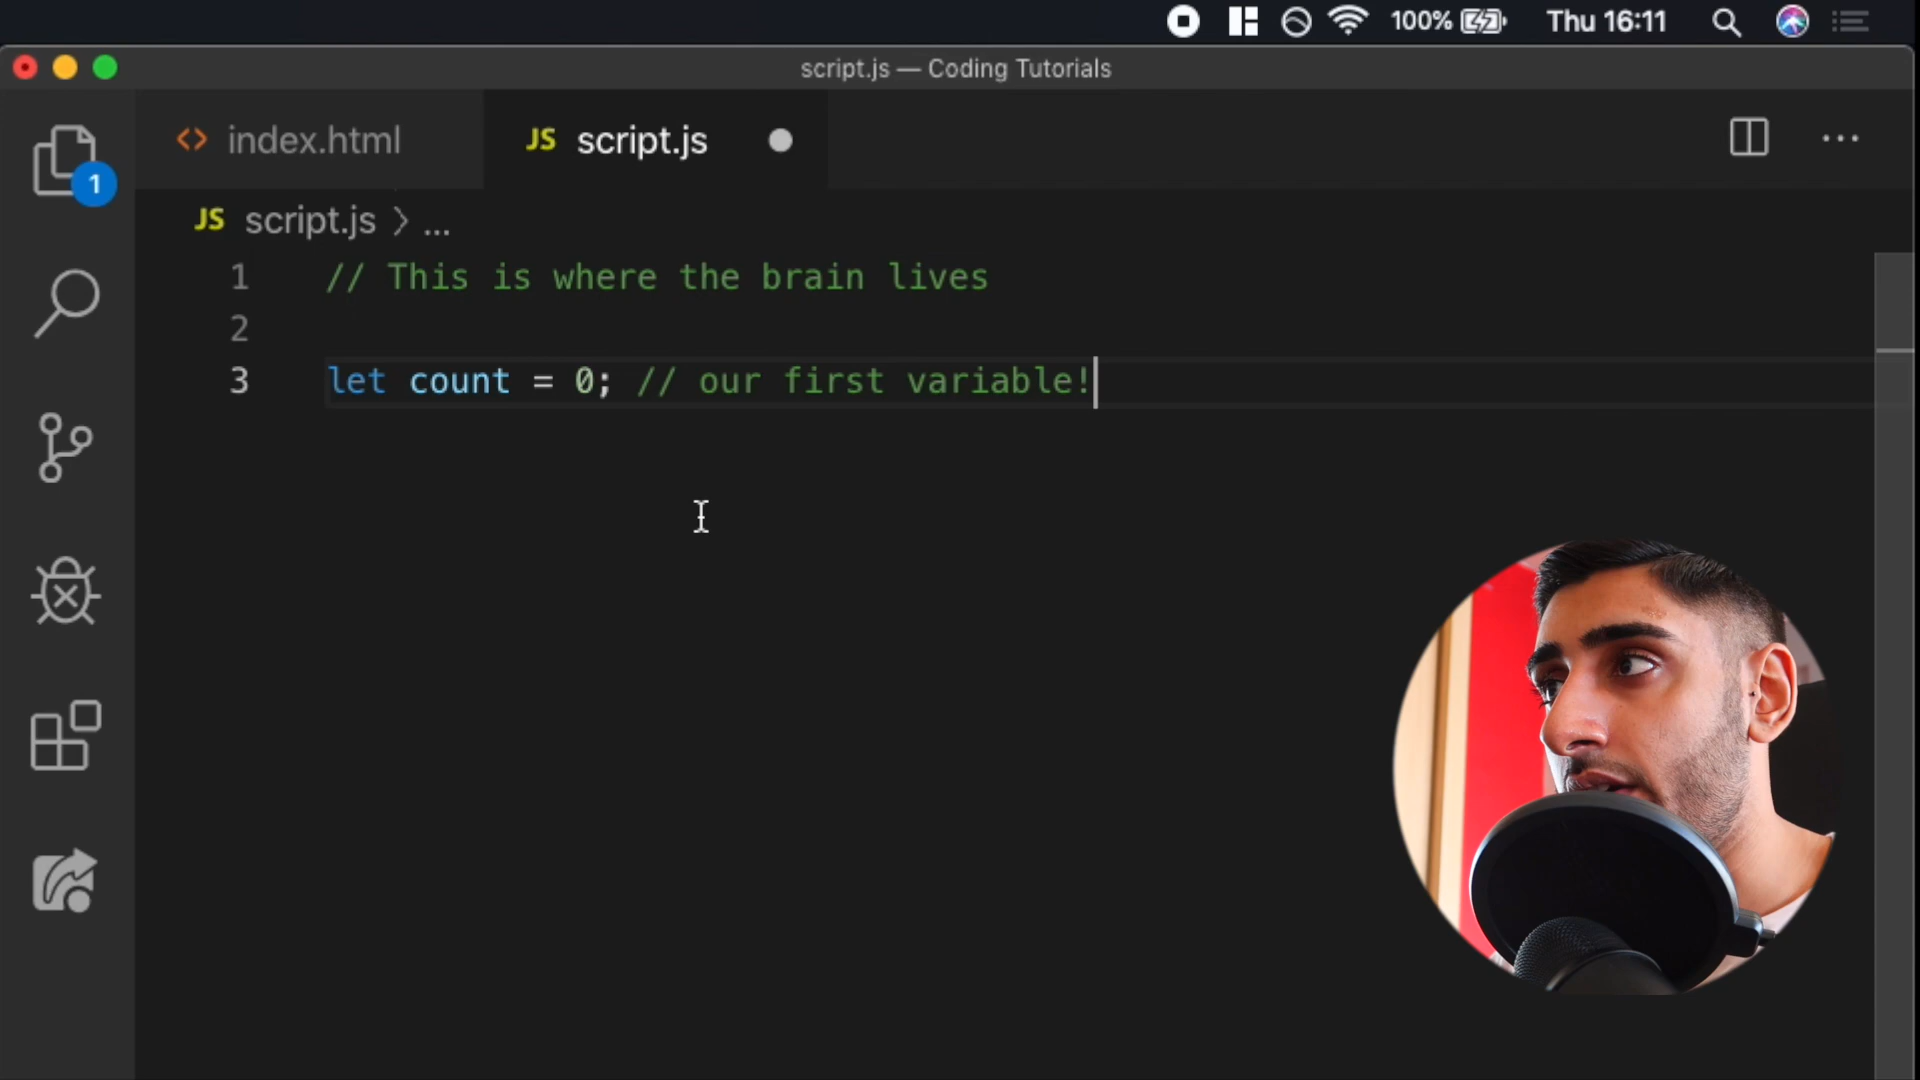 100% Thu 16:11
script.js — Coding Tutorials
<> index.html JS script.js
1
JS script.js > ...
1 // This is where the brain lives
2
3 let count = 0; // our first variable!